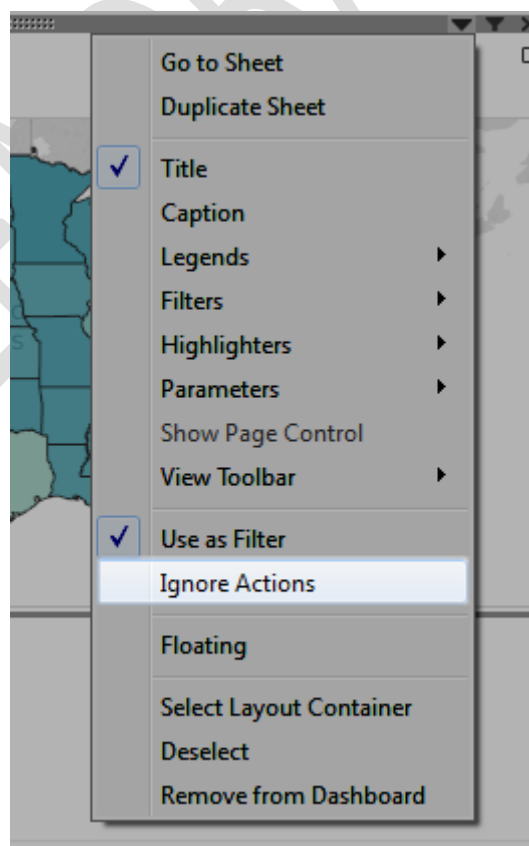 Go to Sheet
Duplicate Sheet
Title
Caption
Legends
Filters
Highlighters
Parameters
Show Page Control
View Toolbar
Use as Filter
Ignore Actions
Floating
Select Layout Container
Deselect
Remove from Dashboard